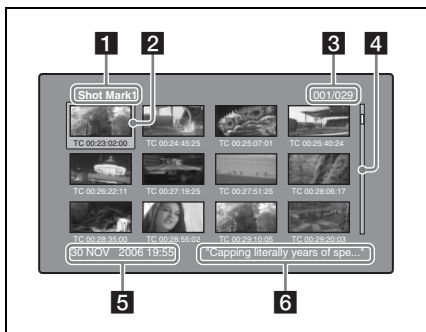 1 2 3 4
Shot Mark1 001/029
TC 00:23:02:00 TC 00:24:45:25 TC 00:25:07:01 TC 00:25:40:24
TC 00:26:22:11 TC 00:27:19:25 TC 00:27:51:25 TC 00:28:06:17
TC 00:28:35:00 TC 00:28:55:02 TC 00:29:10:05 TC 00:29:20:03
30 NOV 2006 19:55 "Capping literally years of spe..."
5 6